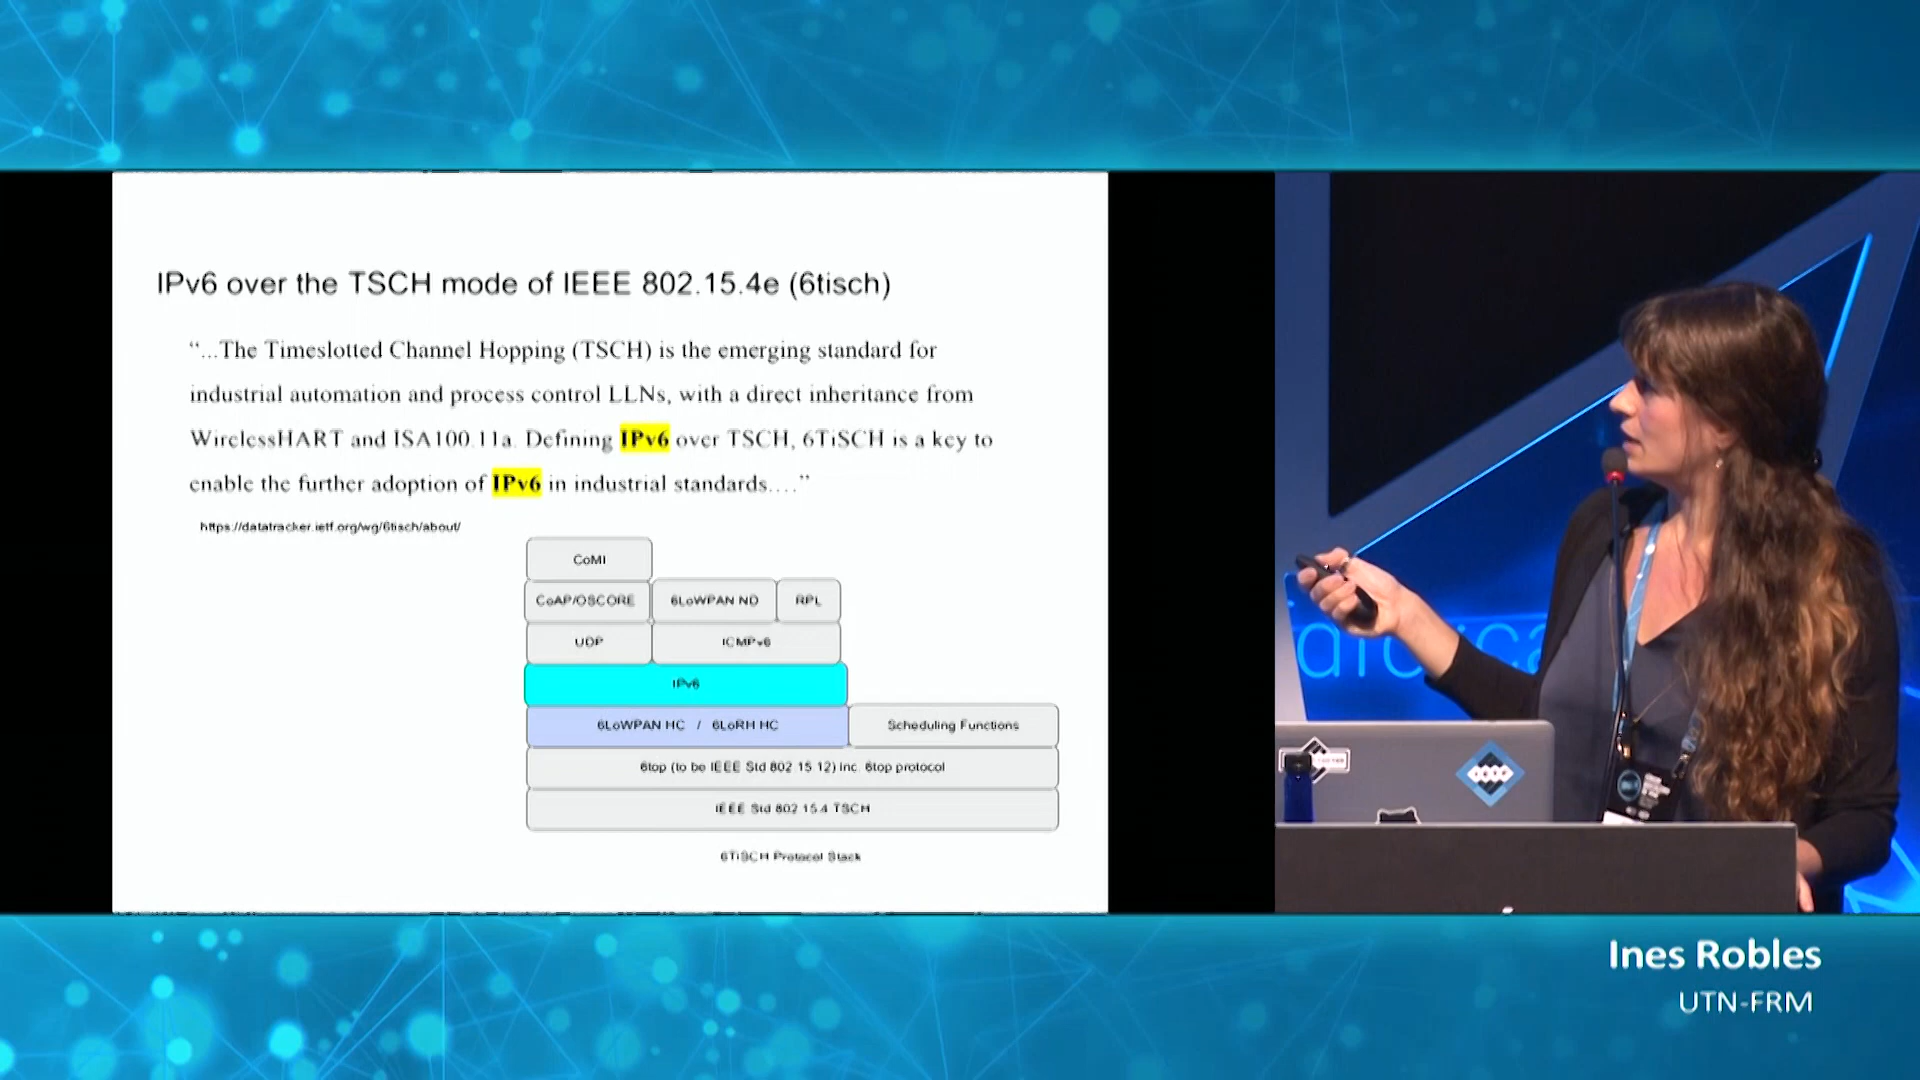 IPv6 over the TSCH mode of IEEE 802.15.4e (6tisch)
“...The Timeslotted Channel Hopping (TSCH) is the emerging standard for
industrial automation and process control LLNs, with a direct inheritance from
WirelessHART and ISA100.11a. Defining IPv6 over TSCH, 6TiSCH is a key to
enable the further adoption of IPv6 in industrial standards....”
https://datatracker.ietf.org/wg/6tisch/about/
CoMI
CoAP/OSCORE 6LoWPAN ND RPL
UDP ICMPv6
IPv6
6LoWPAN HC / 6LoRH HC Scheduling Functions
6top (to be IEEE Std 802 15 12) inc. 6top protocol
IEEE Std 802 15.4 TSCH
6TiSCH Protocol Stack
Ines Robles
UTN-FRM